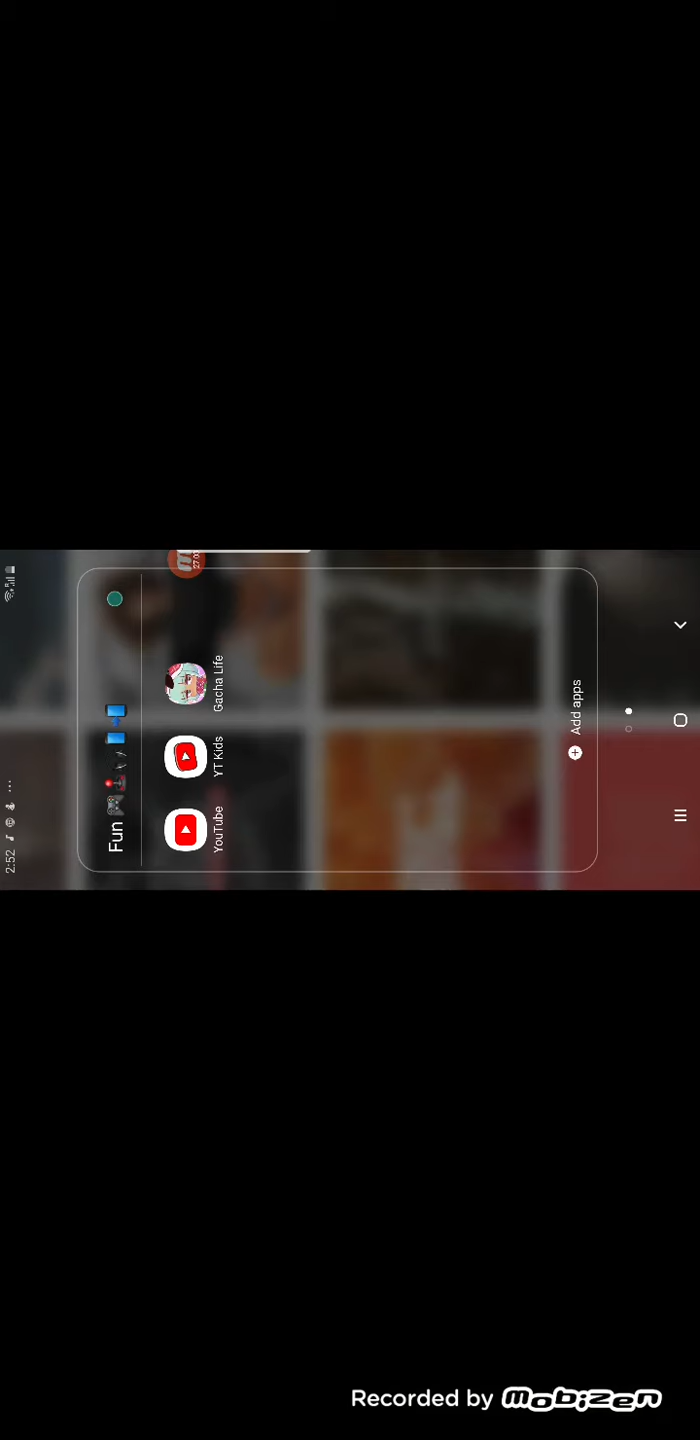 2:52
Fun 🎮🕹
YouTube
YT Kids
Gacha Life
Add apps
Recorded by mobizen